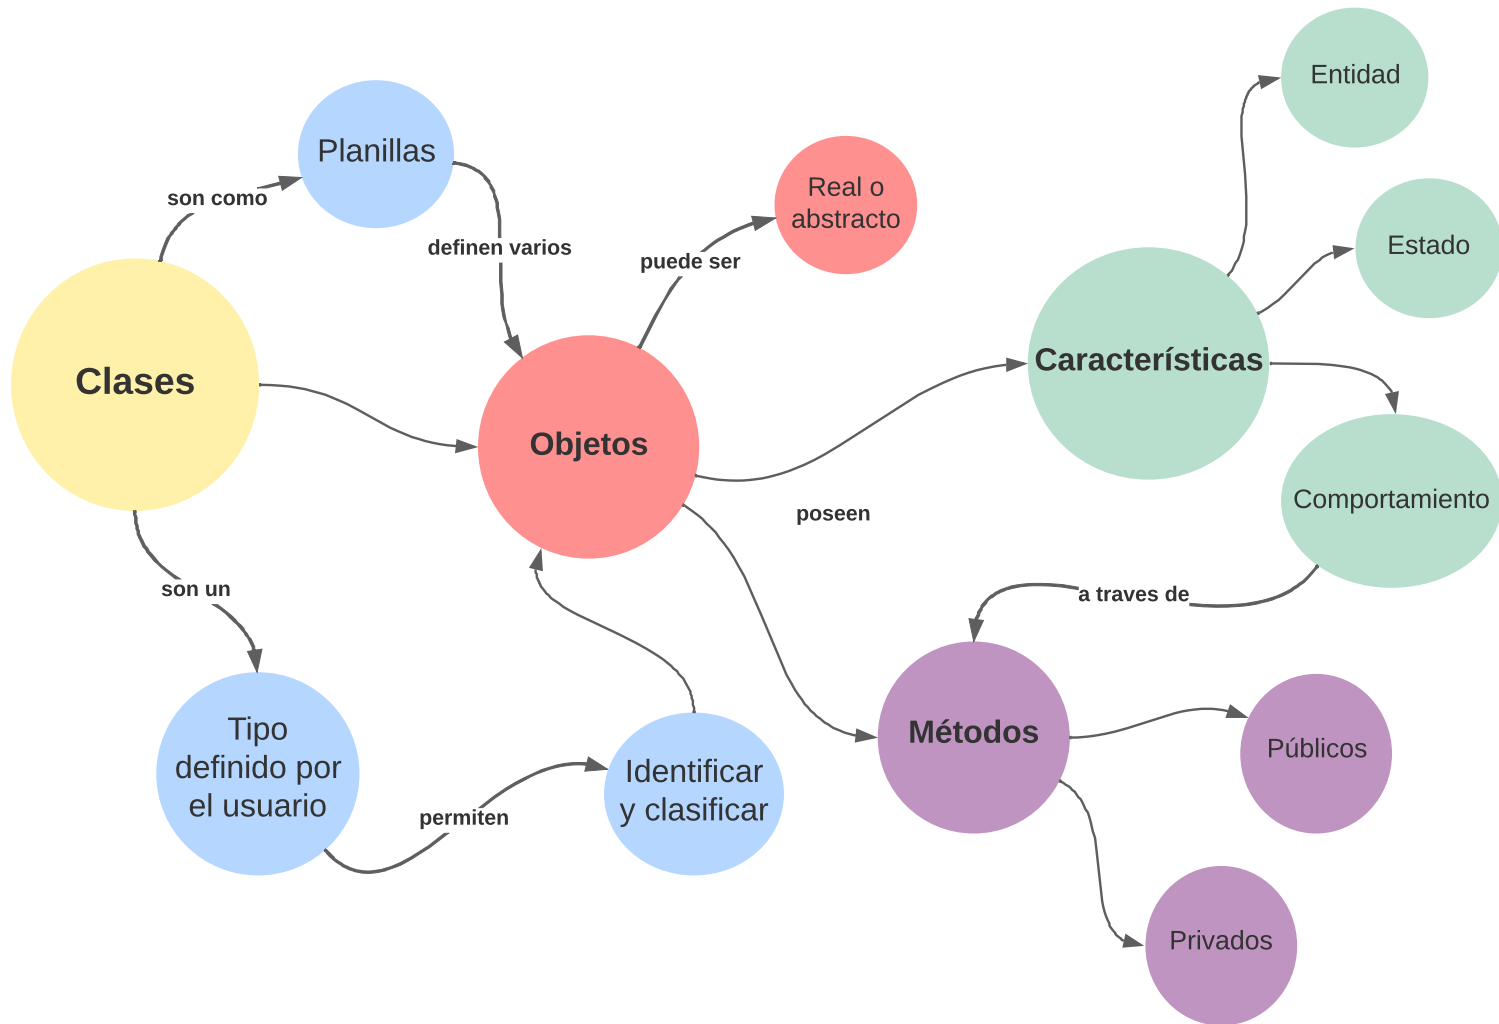 Entidad
Planillas
Real o
abstracto
son como
definen varios
puede ser
Estado
Clases
Características
Objetos
Comportamiento
poseen
son un
a traves de
Tipo
definido por
el usuario
Métodos
Públicos
Identificar
y clasificar
permiten
Privados